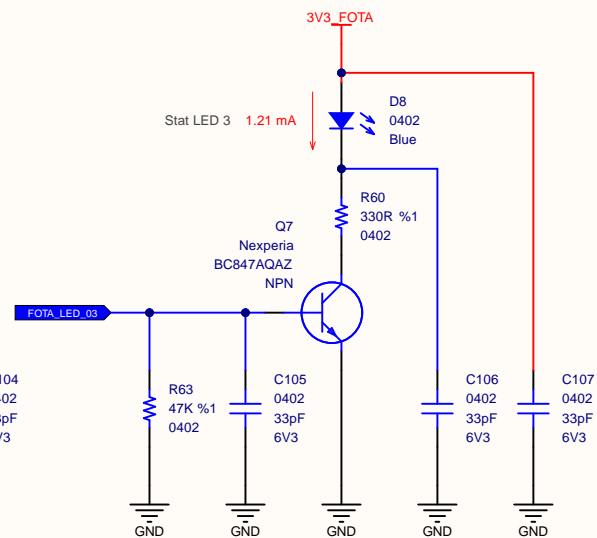 3V3_FOTA
D8
0402
Blue
Stat LED 3 1.21 mA
R60
330R %1
0402
Q7
Nexperia
BC847AQAZ
NPN
FOTA_LED_03
R63
47K %1
0402
C105
0402
33pF
6V3
C106
0402
33pF
6V3
C107
0402
33pF
6V3
GND
GND
GND
GND
GND